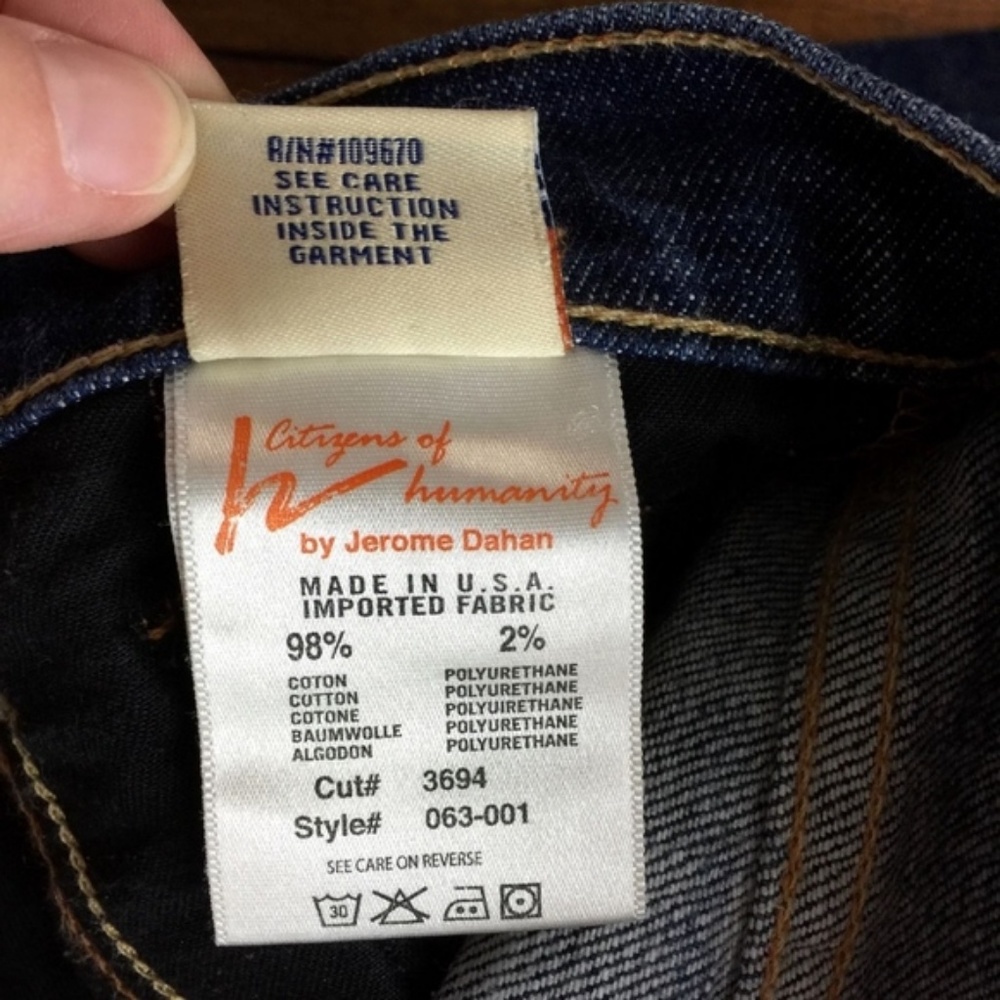 R/N#109670
SEE CARE
INSTRUCTION
INSIDE THE
GARMENT
Citizens of
humanity
by Jerome Dahan
MADE IN U.S.A.
IMPORTED FABRIC
98% 2%
COTON POLYURETHANE
CUTTON POLYURETHANE
COTONE POLYUIRETHANE
BAUMWOLLE POLYURETHANE
ALGODON POLYURETHANE
Cut# 3694
Style# 063-001
SEE CARE ON REVERSE
30